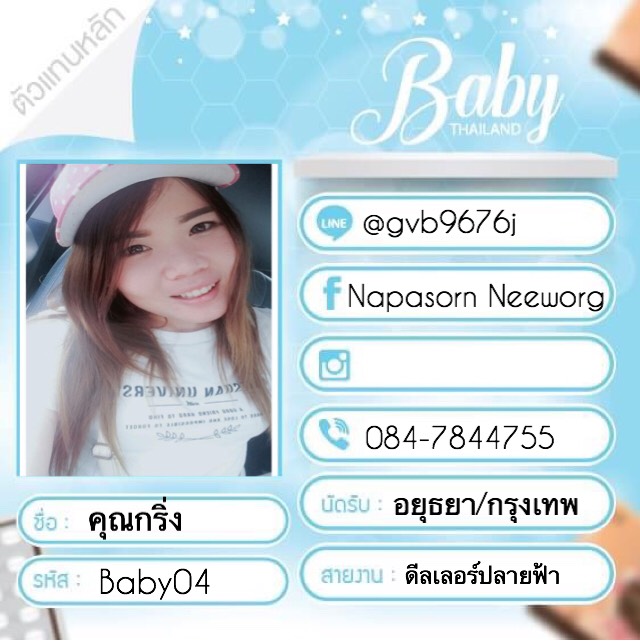 ตัวแทนหลัก
Baby
THAILAND
LINE @gvb9676j
f Napasorn Neeworg
084-7844755
ชื่อ : คุณกริ่ง
นัดรับ : อยุธยา/กรุงเทพ
รหัส : Baby04
สายงาน : ดีลเลอร์ปลายฟ้า